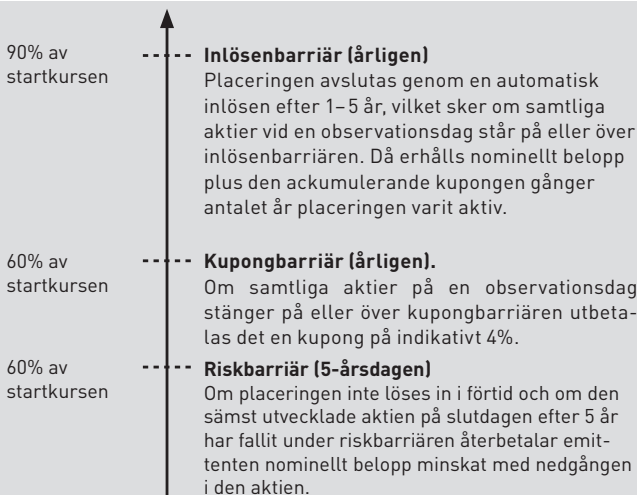 90% av
startkursen
Inlösenbarriär (årligen)
Placeringen avslutas genom en automatisk
inlösen efter 1–5 år, vilket sker om samtliga
aktier vid en observationsdag står på eller över
inlösenbarriären. Då erhålls nominellt belopp
plus den ackumulerande kupongen gånger
antalet år placeringen varit aktiv.
60% av
startkursen
Kupongbarriär (årligen).
Om samtliga aktier på en observationsdag
stänger på eller över kupongbarriären utbeta-
las det en kupong på indikativt 4%.
60% av
startkursen
Riskbarriär (5-årsdagen)
Om placeringen inte löses in i förtid och om den
sämst utvecklade aktien på slutdagen efter 5 år
har fallit under riskbarriären återbetalar emit-
tenten nominellt belopp minskat med nedgången
i den aktien.